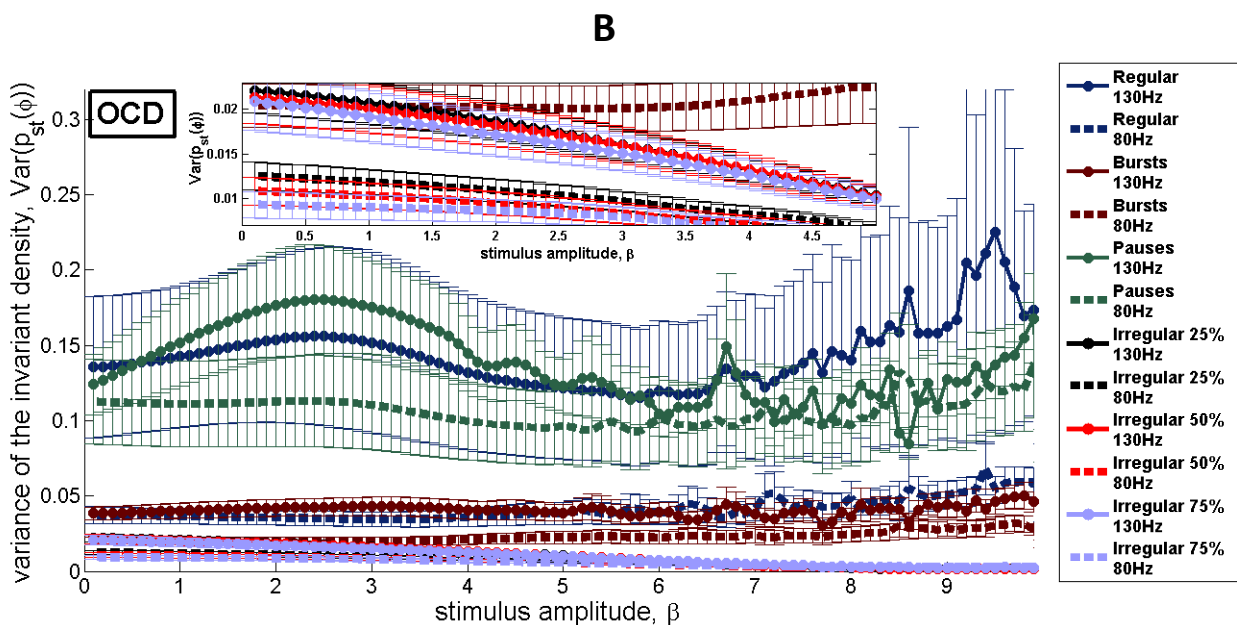 B
OCD
variance of the invariant density, Var(p_st(ϕ))
0.3
0.25
0.2
0.15
0.1
0.05
0
0 1 2 3 4 5 6 7 8 9
stimulus amplitude, β
Var(p_st(ϕ))
0.02
0.015
0.01
0 0.5 1 1.5 2 2.5 3 3.5 4 4.5
stimulus amplitude, β
Regular
130Hz
Regular
80Hz
Bursts
130Hz
Bursts
80Hz
Pauses
130Hz
Pauses
80Hz
Irregular 25%
130Hz
Irregular 25%
80Hz
Irregular 50%
130Hz
Irregular 50%
80Hz
Irregular 75%
130Hz
Irregular 75%
80Hz